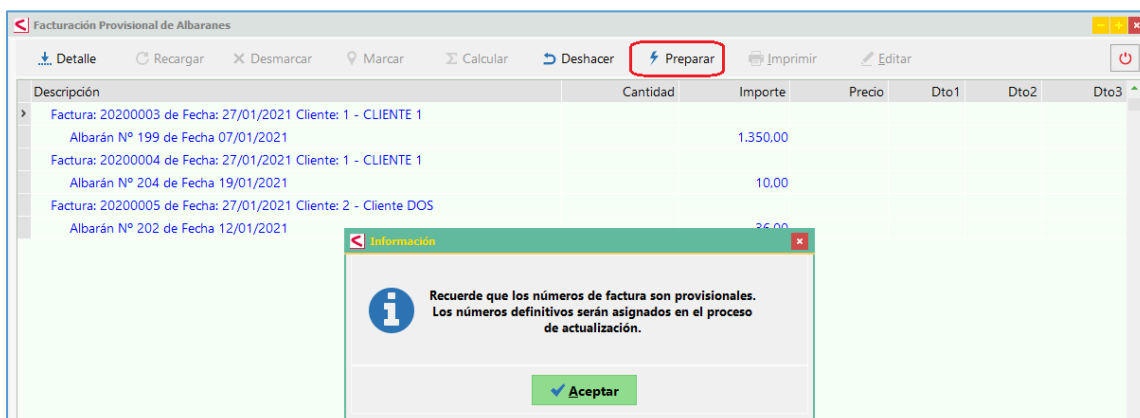 Facturación Provisional de Albaranes
Detalle Recargar Desmarcar Marcar Calcular Deshacer Preparar Imprimir Editar
Descripción Cantidad Importe Precio Dto1 Dto2 Dto3
Factura: 20200003 de Fecha: 27/01/2021 Cliente: 1 - CLIENTE 1
Albarán Nº 199 de Fecha 07/01/2021 1.350,00
Factura: 20200004 de Fecha: 27/01/2021 Cliente: 1 - CLIENTE 1
Albarán Nº 204 de Fecha 19/01/2021 10,00
Factura: 20200005 de Fecha: 27/01/2021 Cliente: 2 - Cliente DOS
Albarán Nº 202 de Fecha 12/01/2021
Información
Recuerde que los números de factura son provisionales.
Los números definitivos serán asignados en el proceso
de actualización.
Aceptar